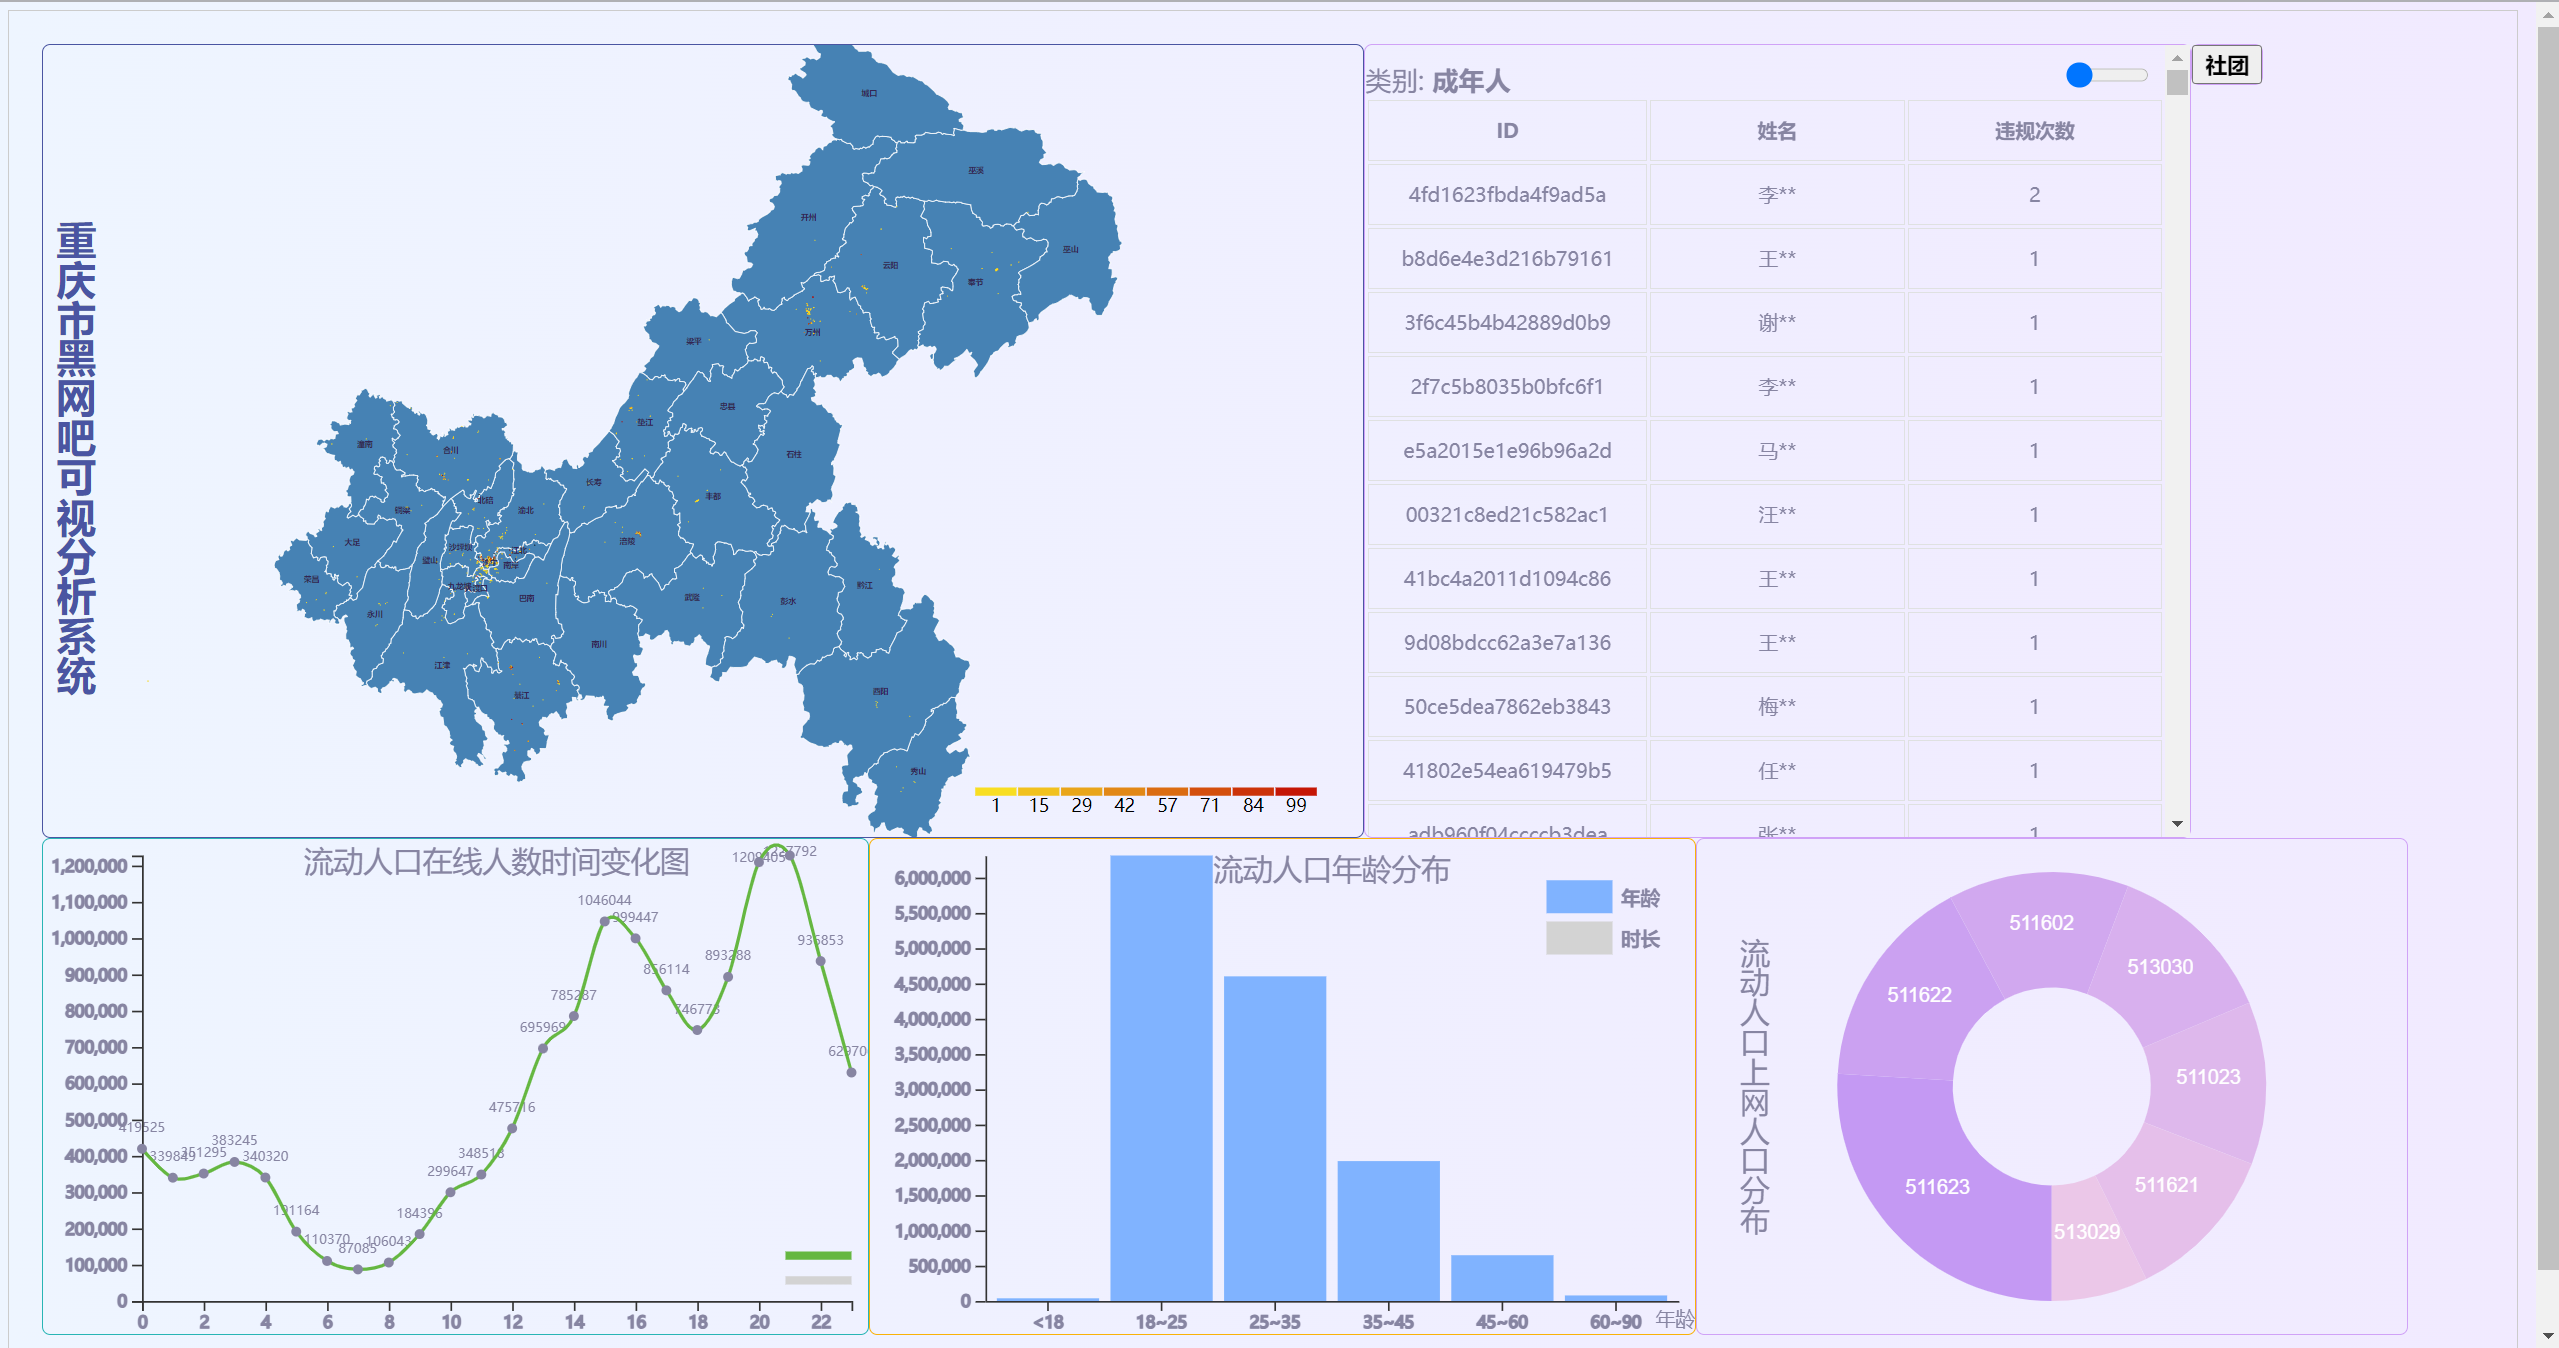 重庆市黑网吧可视分析系统
城口
巫溪
开州
巫山
云阳
奉节
万州
梁平
忠县
垫江
石柱
潼南
合川
长寿
丰都
北碚
铜梁
渝北
大足
涪陵
沙坪坝
江北
璧山
南岸
荣昌
黔江
九龙坡
巴南
武隆
彭水
永川
南川
江津
酉阳
綦江
秀山
1 15 29 42 57 71 84 99
类别: 成年人
社团
ID 姓名 违规次数
4fd1623fbda4f9ad5a 李** 2
b8d6e4e3d216b79161 王** 1
3f6c45b4b42889d0b9 谢** 1
2f7c5b8035b0bfc6f1 李** 1
e5a2015e1e96b96a2d 马** 1
00321c8ed21c582ac1 汪** 1
41bc4a2011d1094c86 王** 1
9d08bdcc62a3e7a136 王** 1
50ce5dea7862eb3843 梅** 1
41802e54ea619479b5 任** 1
adb960f04ccccb3dea 张** 1
流动人口在线人数时间变化图
1,200,000
1,100,000
1,000,000
900,000
800,000
700,000
600,000
500,000
400,000
300,000
200,000
100,000
0
419525
339849
351295
383245
340320
191164
110370
87085
106043
184396
299647
348518
475716
695969
785287
1046044
999447
856114
746773
893288
1209405
936853
0 2 4 6 8 10 12 14 16 18 20 22
流动人口年龄分布
年龄
时长
6,000,000
5,500,000
5,000,000
4,500,000
4,000,000
3,500,000
3,000,000
2,500,000
2,000,000
1,500,000
1,000,000
500,000
0
<18 18~25 25~35 35~45 45~60 60~90 年龄
流动人口上网人口分布
511602
513030
511622
511023
511623
511621
513029